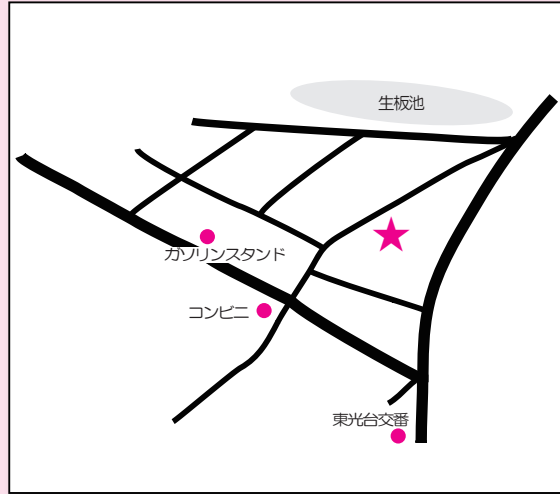 生板池
ガソリンスタンド
コンビニ
東光台交番